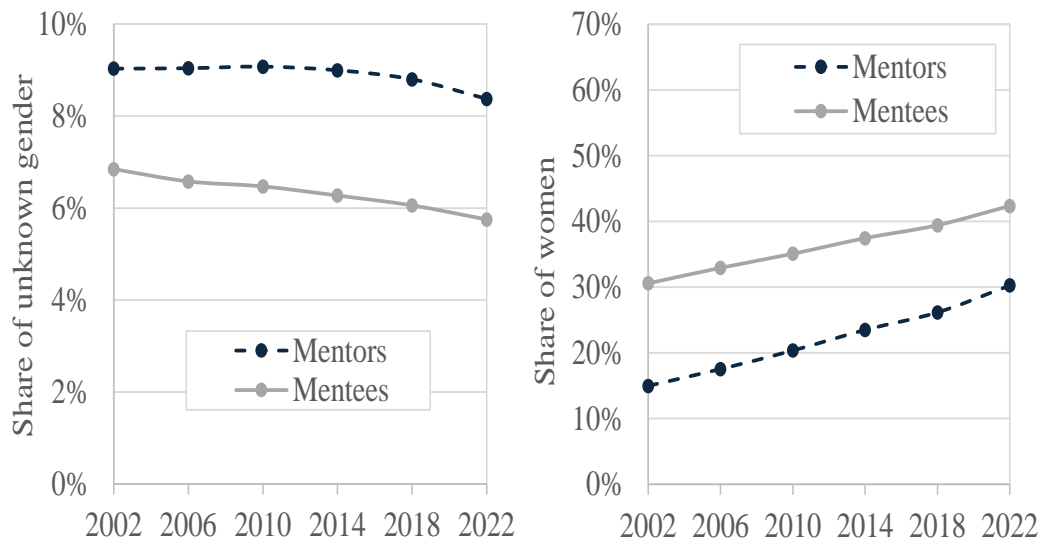 Share of unknown gender
10%
8%
6%
4%
2%
0%
Mentors
Mentees
2002 2006 2010 2014 2018 2022
Share of women
70%
60%
50%
40%
30%
20%
10%
0%
Mentors
Mentees
2002 2006 2010 2014 2018 2022